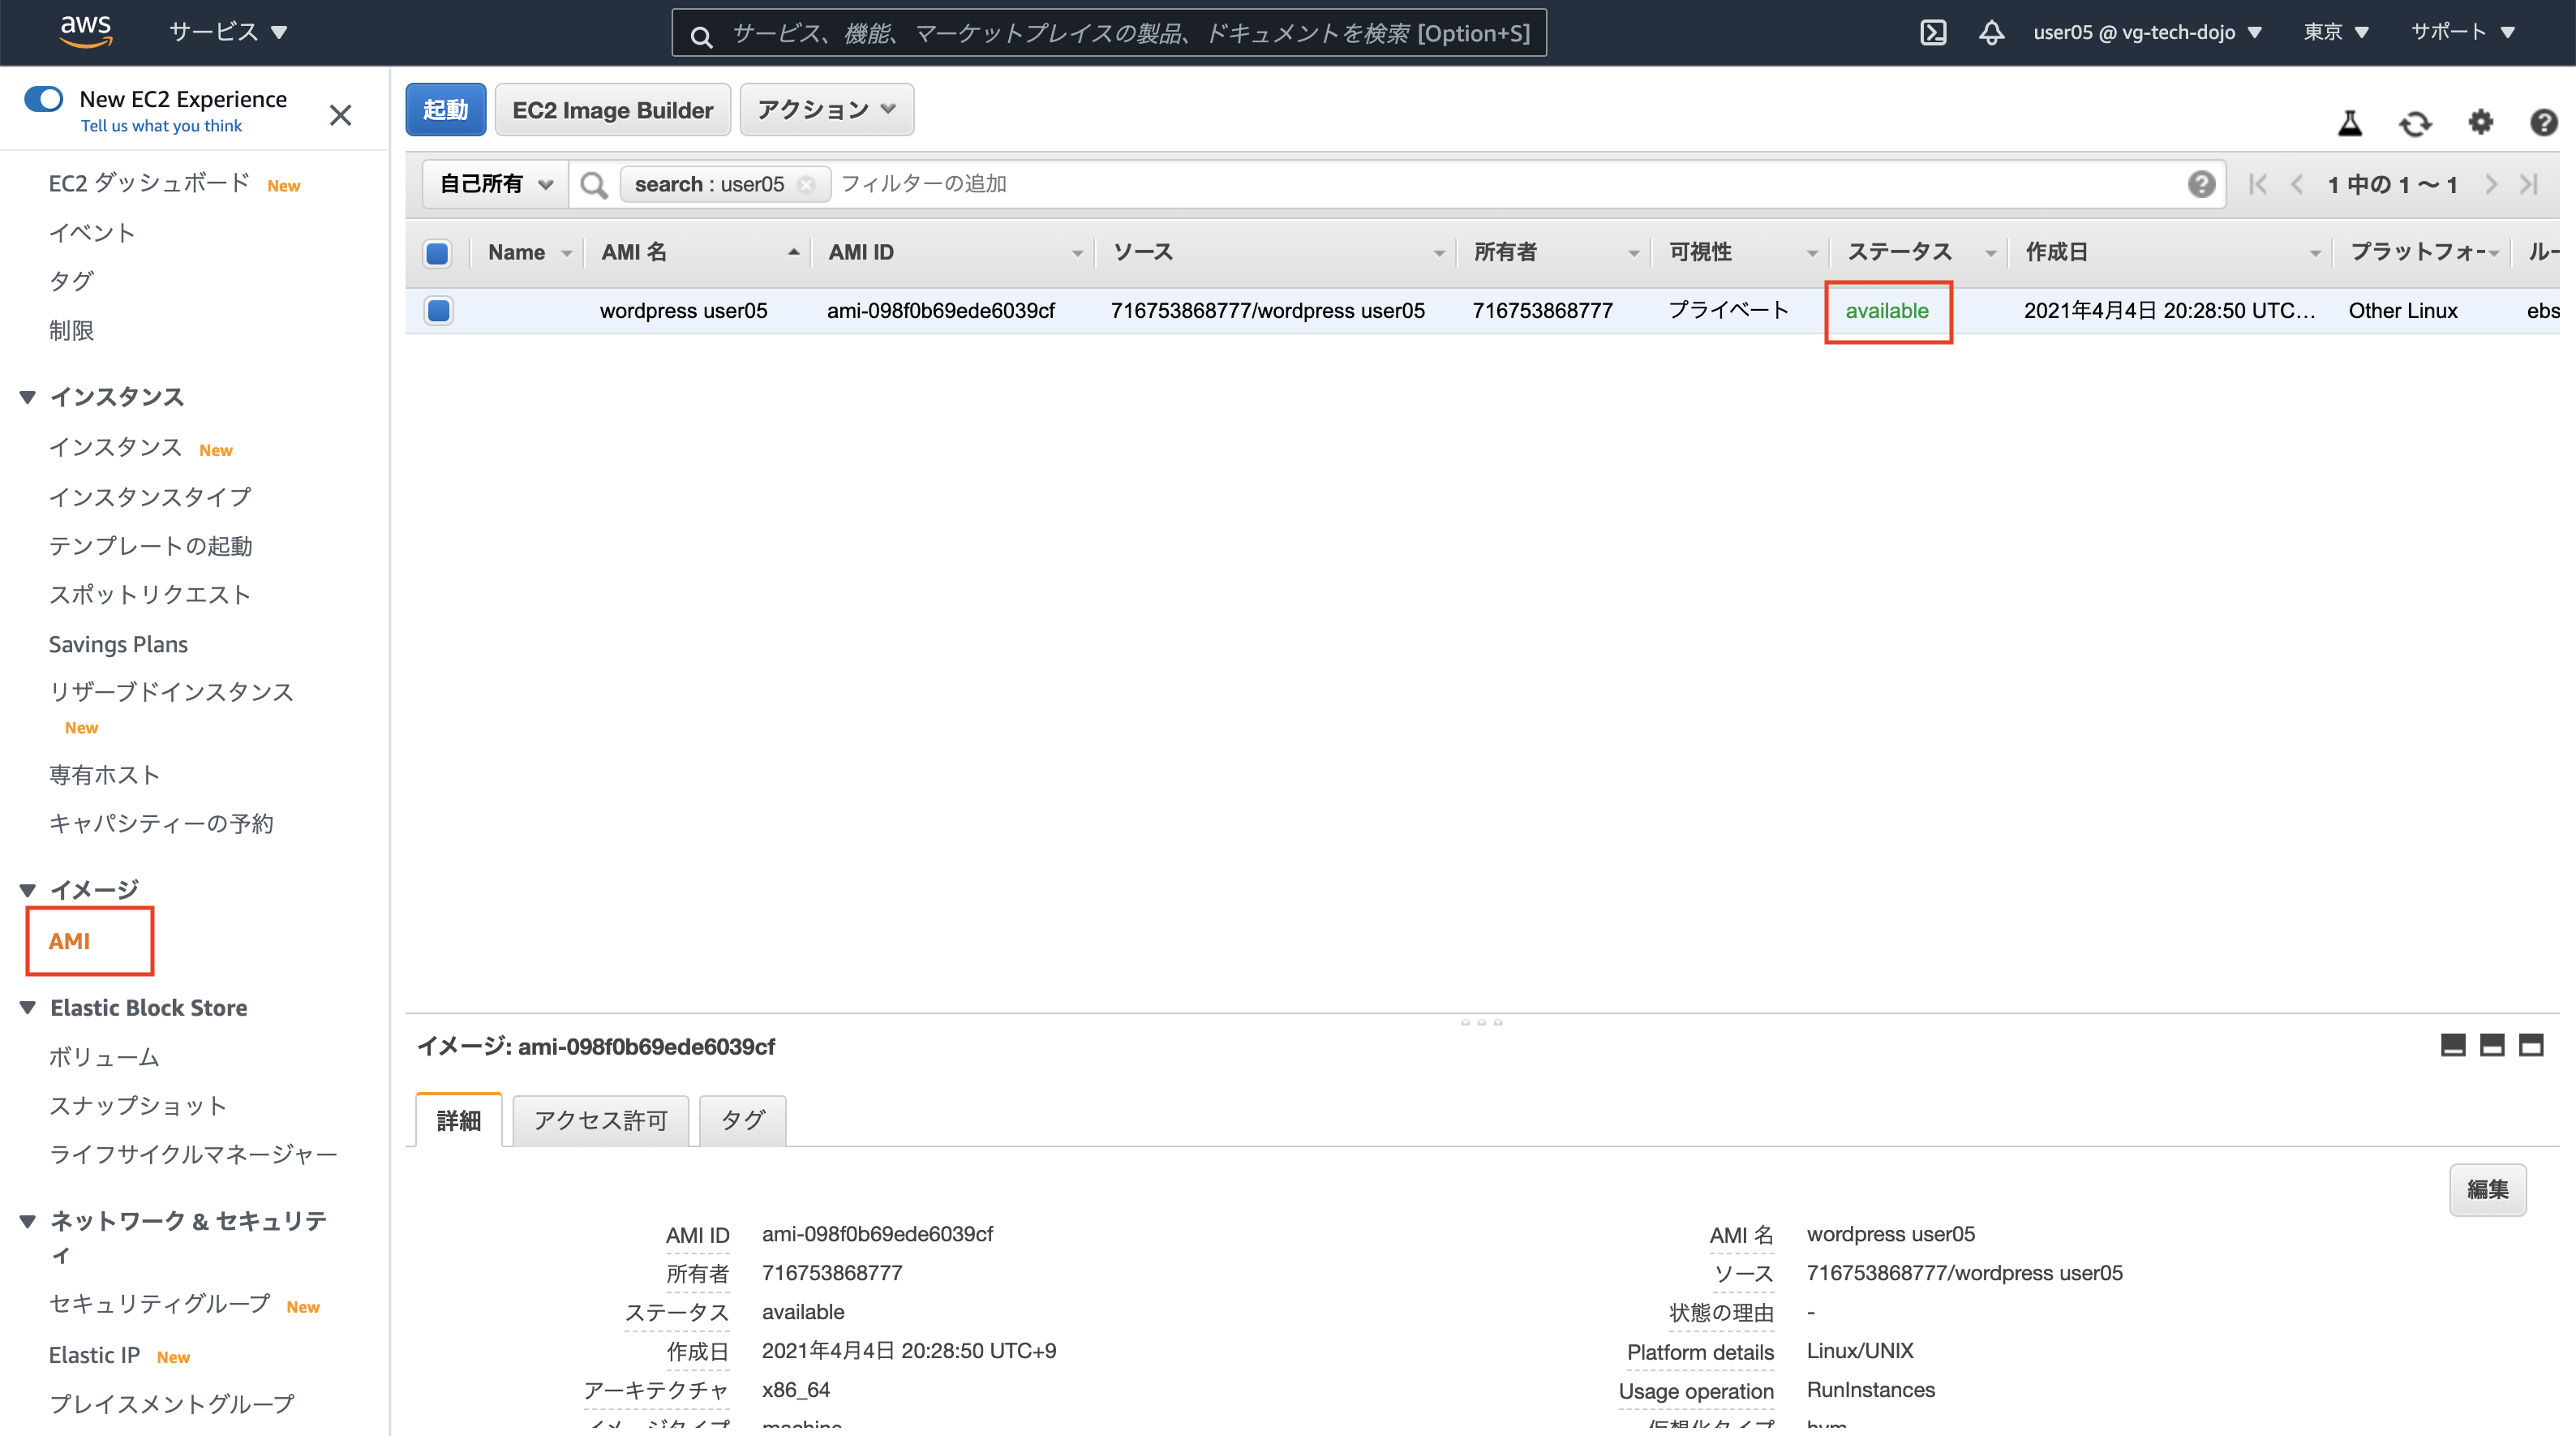 aws サービス サービス、機能、マーケットプレイスの製品、ドキュメントを検索 [Option+S] user05 @ vg-tech-dojo 東京 サポート
New EC2 Experience
Tell us what you think
EC2 ダッシュボード New
イベント
タグ
制限
インスタンス
インスタンス New
インスタンスタイプ
テンプレートの起動
スポットリクエスト
Savings Plans
リザーブドインスタンス
New
専有ホスト
キャパシティーの予約
イメージ
AMI
Elastic Block Store
ボリューム
スナップショット
ライフサイクルマネージャー
ネットワーク & セキュリテ
ィ
セキュリティグループ New
Elastic IP New
プレイスメントグループ
起動 EC2 Image Builder アクション
自己所有 search : user05 フィルターの追加 1 中の 1 ～ 1
Name AMI 名 AMI ID ソース 所有者 可視性 ステータス 作成日 プラットフォー ルー
wordpress user05 ami-098f0b69ede6039cf 716753868777/wordpress user05 716753868777 プライベート available 2021年4月4日 20:28:50 UTC... Other Linux ebs
イメージ: ami-098f0b69ede6039cf
詳細 アクセス許可 タグ
編集
AMI ID ami-098f0b69ede6039cf AMI 名 wordpress user05
所有者 716753868777 ソース 716753868777/wordpress user05
ステータス available 状態の理由 -
作成日 2021年4月4日 20:28:50 UTC+9 Platform details Linux/UNIX
アーキテクチャ x86_64 Usage operation RunInstances
イメージタイプ machine 仮想化タイプ hvm